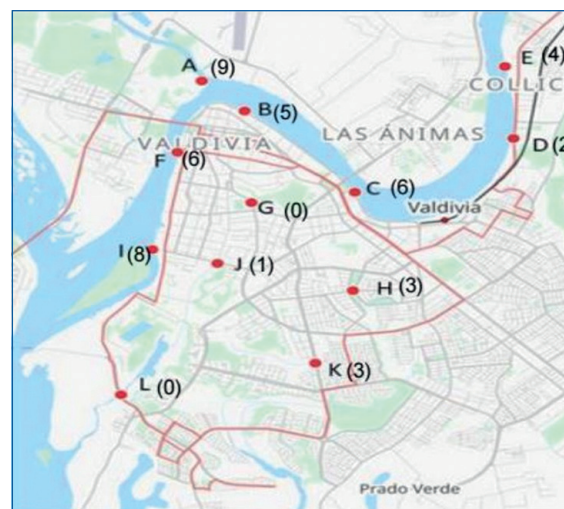 A (9)
E (4)
COLLIC
B (5)
VALDIVIA
LAS ÁNIMAS
D (2
F (6)
C (6)
Valdivia
G (0)
I (8)
J (1)
H (3)
K (3)
L (0)
Prado Verde